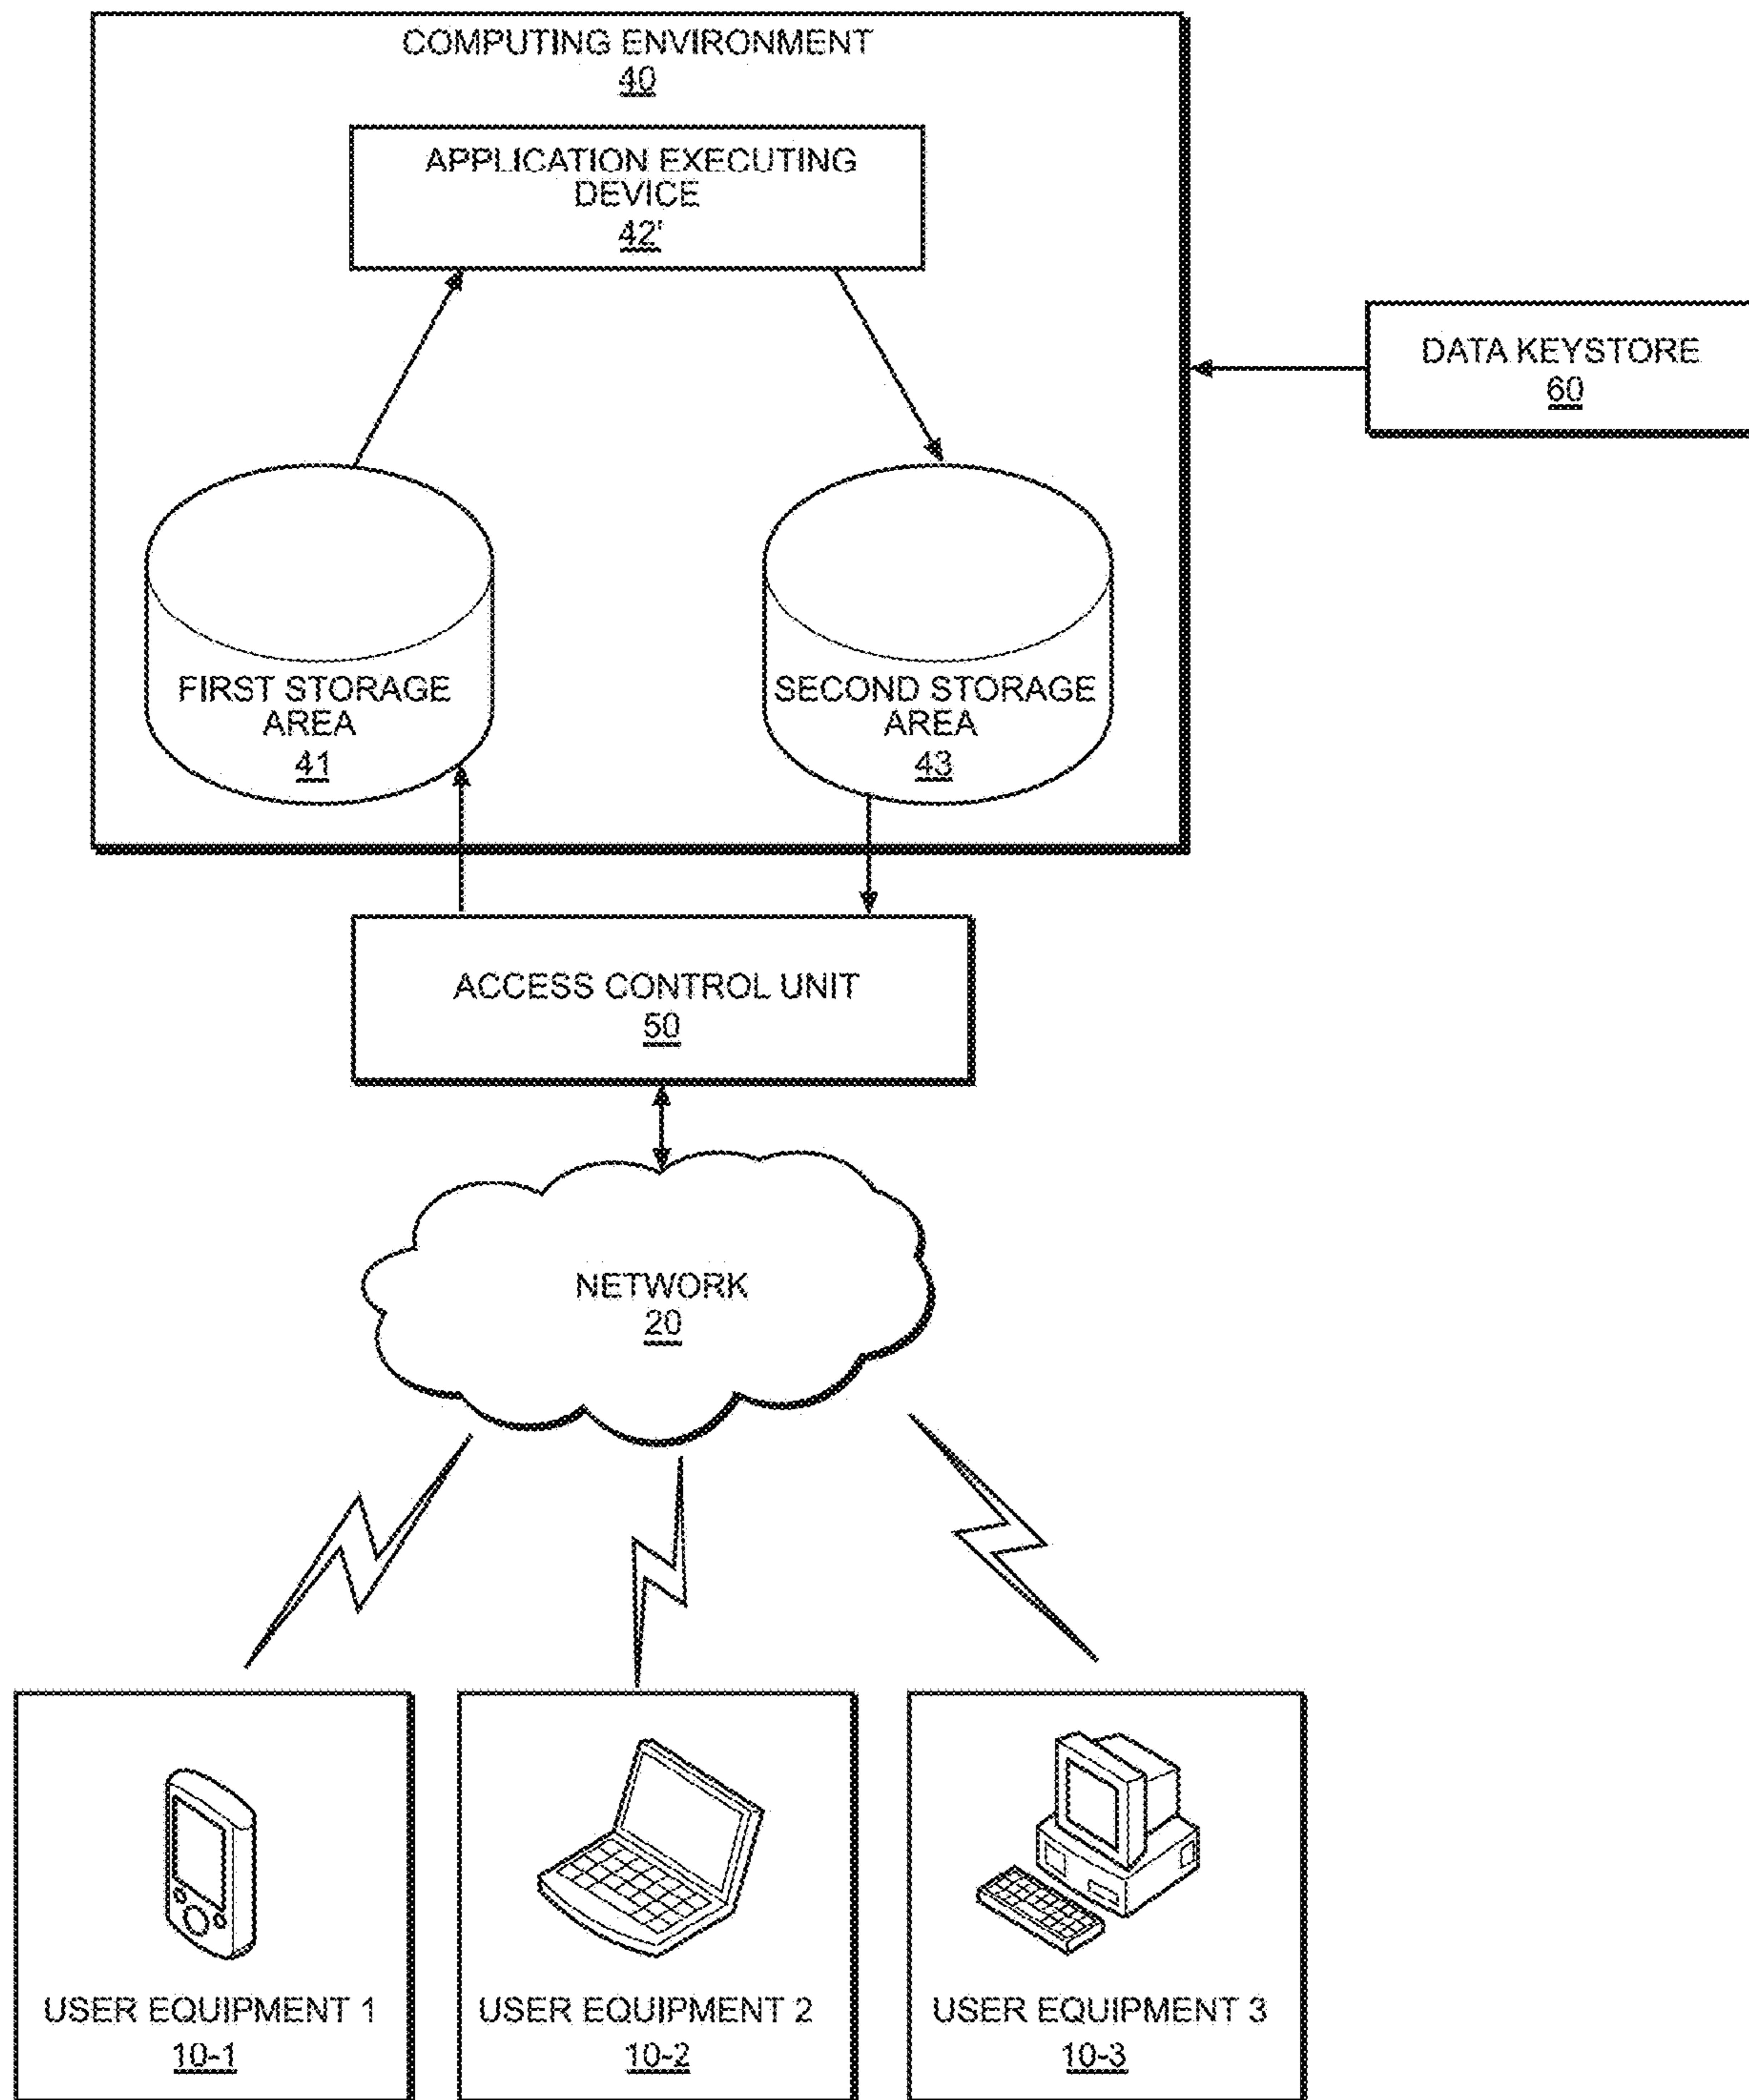 COMPUTING ENVIRONMENT
40
APPLICATION EXECUTING
DEVICE
42'
DATA KEYSTORE
60
FIRST STORAGE
AREA
41
SECOND STORAGE
AREA
43
ACCESS CONTROL UNIT
50
NETWORK
20
USER EQUIPMENT 1
10-1
USER EQUIPMENT 2
10-2
USER EQUIPMENT 3
10-3